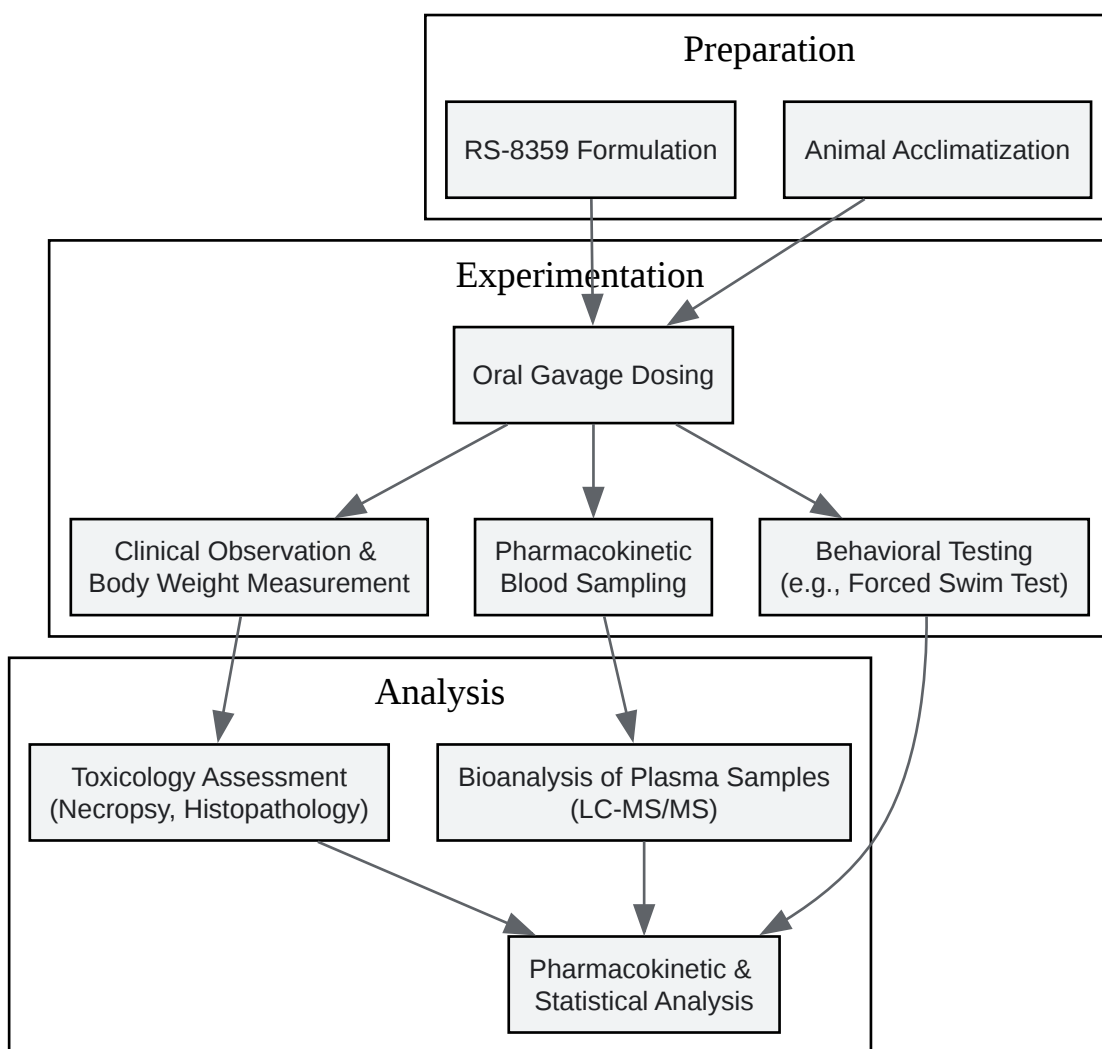 Preparation
RS-8359 Formulation
Animal Acclimatization
Experimentation
Oral Gavage Dosing
Clinical Observation &
Body Weight Measurement
Pharmacokinetic
Blood Sampling
Behavioral Testing
(e.g., Forced Swim Test)
Analysis
Toxicology Assessment
(Necropsy, Histopathology)
Bioanalysis of Plasma Samples
(LC-MS/MS)
Pharmacokinetic &
Statistical Analysis